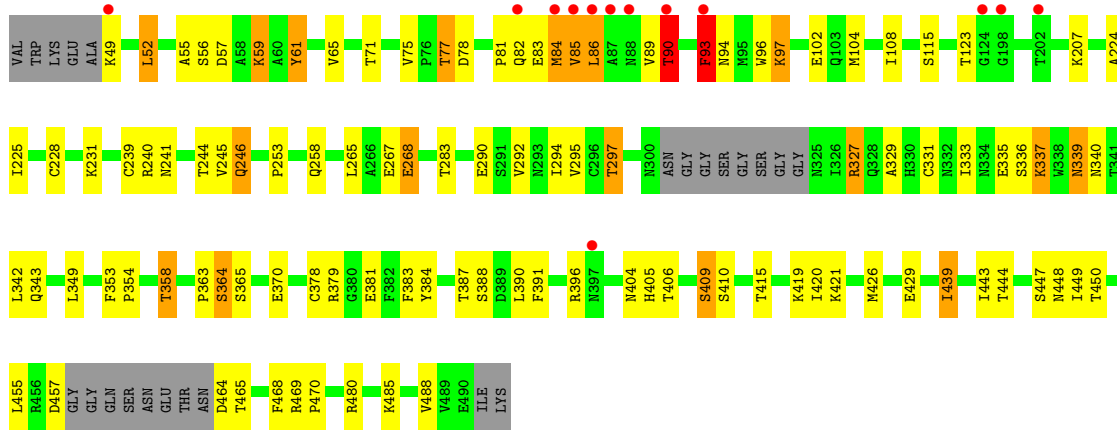 VAL TRP LYS GLU ALA K49 L52 A55 S56 D57 A58 K59 A60 Y61 V65 T71 V75 P76 T77 D78 P81 Q82 E83 M84 V85 L86 A87 N88 V89 T90 F93 N94 M95 W96 K97 E102 Q103 M104 I108 S115 T123 G124 G198 T202 K207 A224
I225 C228 K231 C239 R240 N241 T244 V245 Q246 P253 Q258 L265 A266 E267 E268 T283 E290 S291 V292 N293 I294 V295 C296 T297 N300 ASN GLY GLY SER GLY SER GLY GLY N325 I326 R327 Q328 A329 H330 C331 N332 I333 N334 E335 S336 K337 W338 N339 N340 T341
L342 Q343 L349 F353 P354 T358 P363 S364 S365 E370 C378 R379 G380 E381 F382 F383 Y384 T387 S388 D389 L390 F391 R396 N397 N404 H405 T406 S409 S410 T415 K419 I420 K421 M426 E429 I439 I443 T444 S447 N448 I449 T450
L455 R456 D457 GLY GLY GLN SER ASN GLU THR ASN D464 T465 F468 R469 P470 R480 K485 V488 V489 E490 ILE LYS